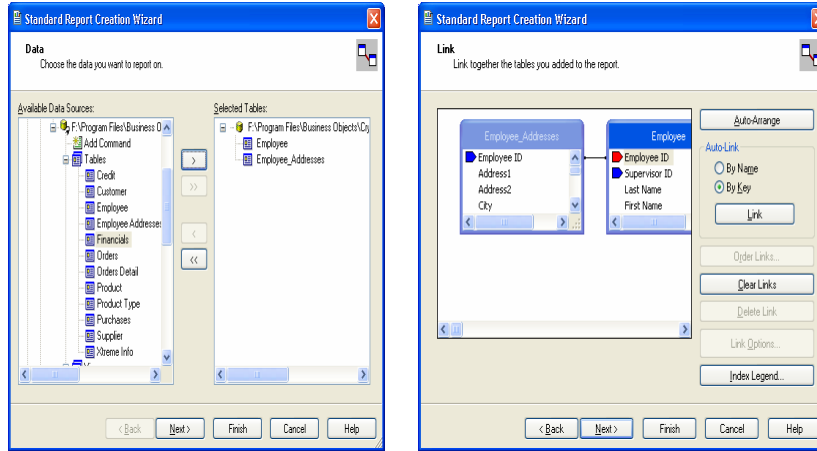 Standard Report Creation Wizard
Data
Choose the data you want to report on.
Available Data Sources:
Selected Tables:
F:\Program Files\Business O
Add Command
Tables
Credit
Customer
Employee
Employee Addresses
Financials
Orders
Orders Detail
Product
Product Type
Purchases
Supplier
Xtreme Info
>
>>
<
<<
F:\Program Files\Business Objects\Cry
Employee
Employee_Addresses
< Back
Next >
Finish
Cancel
Help
Standard Report Creation Wizard
Link
Link together the tables you added to the report.
Employee_Addresses
Employee ID
Address1
Address2
City
Employee
Employee ID
Supervisor ID
Last Name
First Name
Auto-Arrange
Auto-Link
By Name
By Key
Link
Order Links...
Clear Links
Delete Link
Link Options...
Index Legend...
< Back
Next >
Finish
Cancel
Help